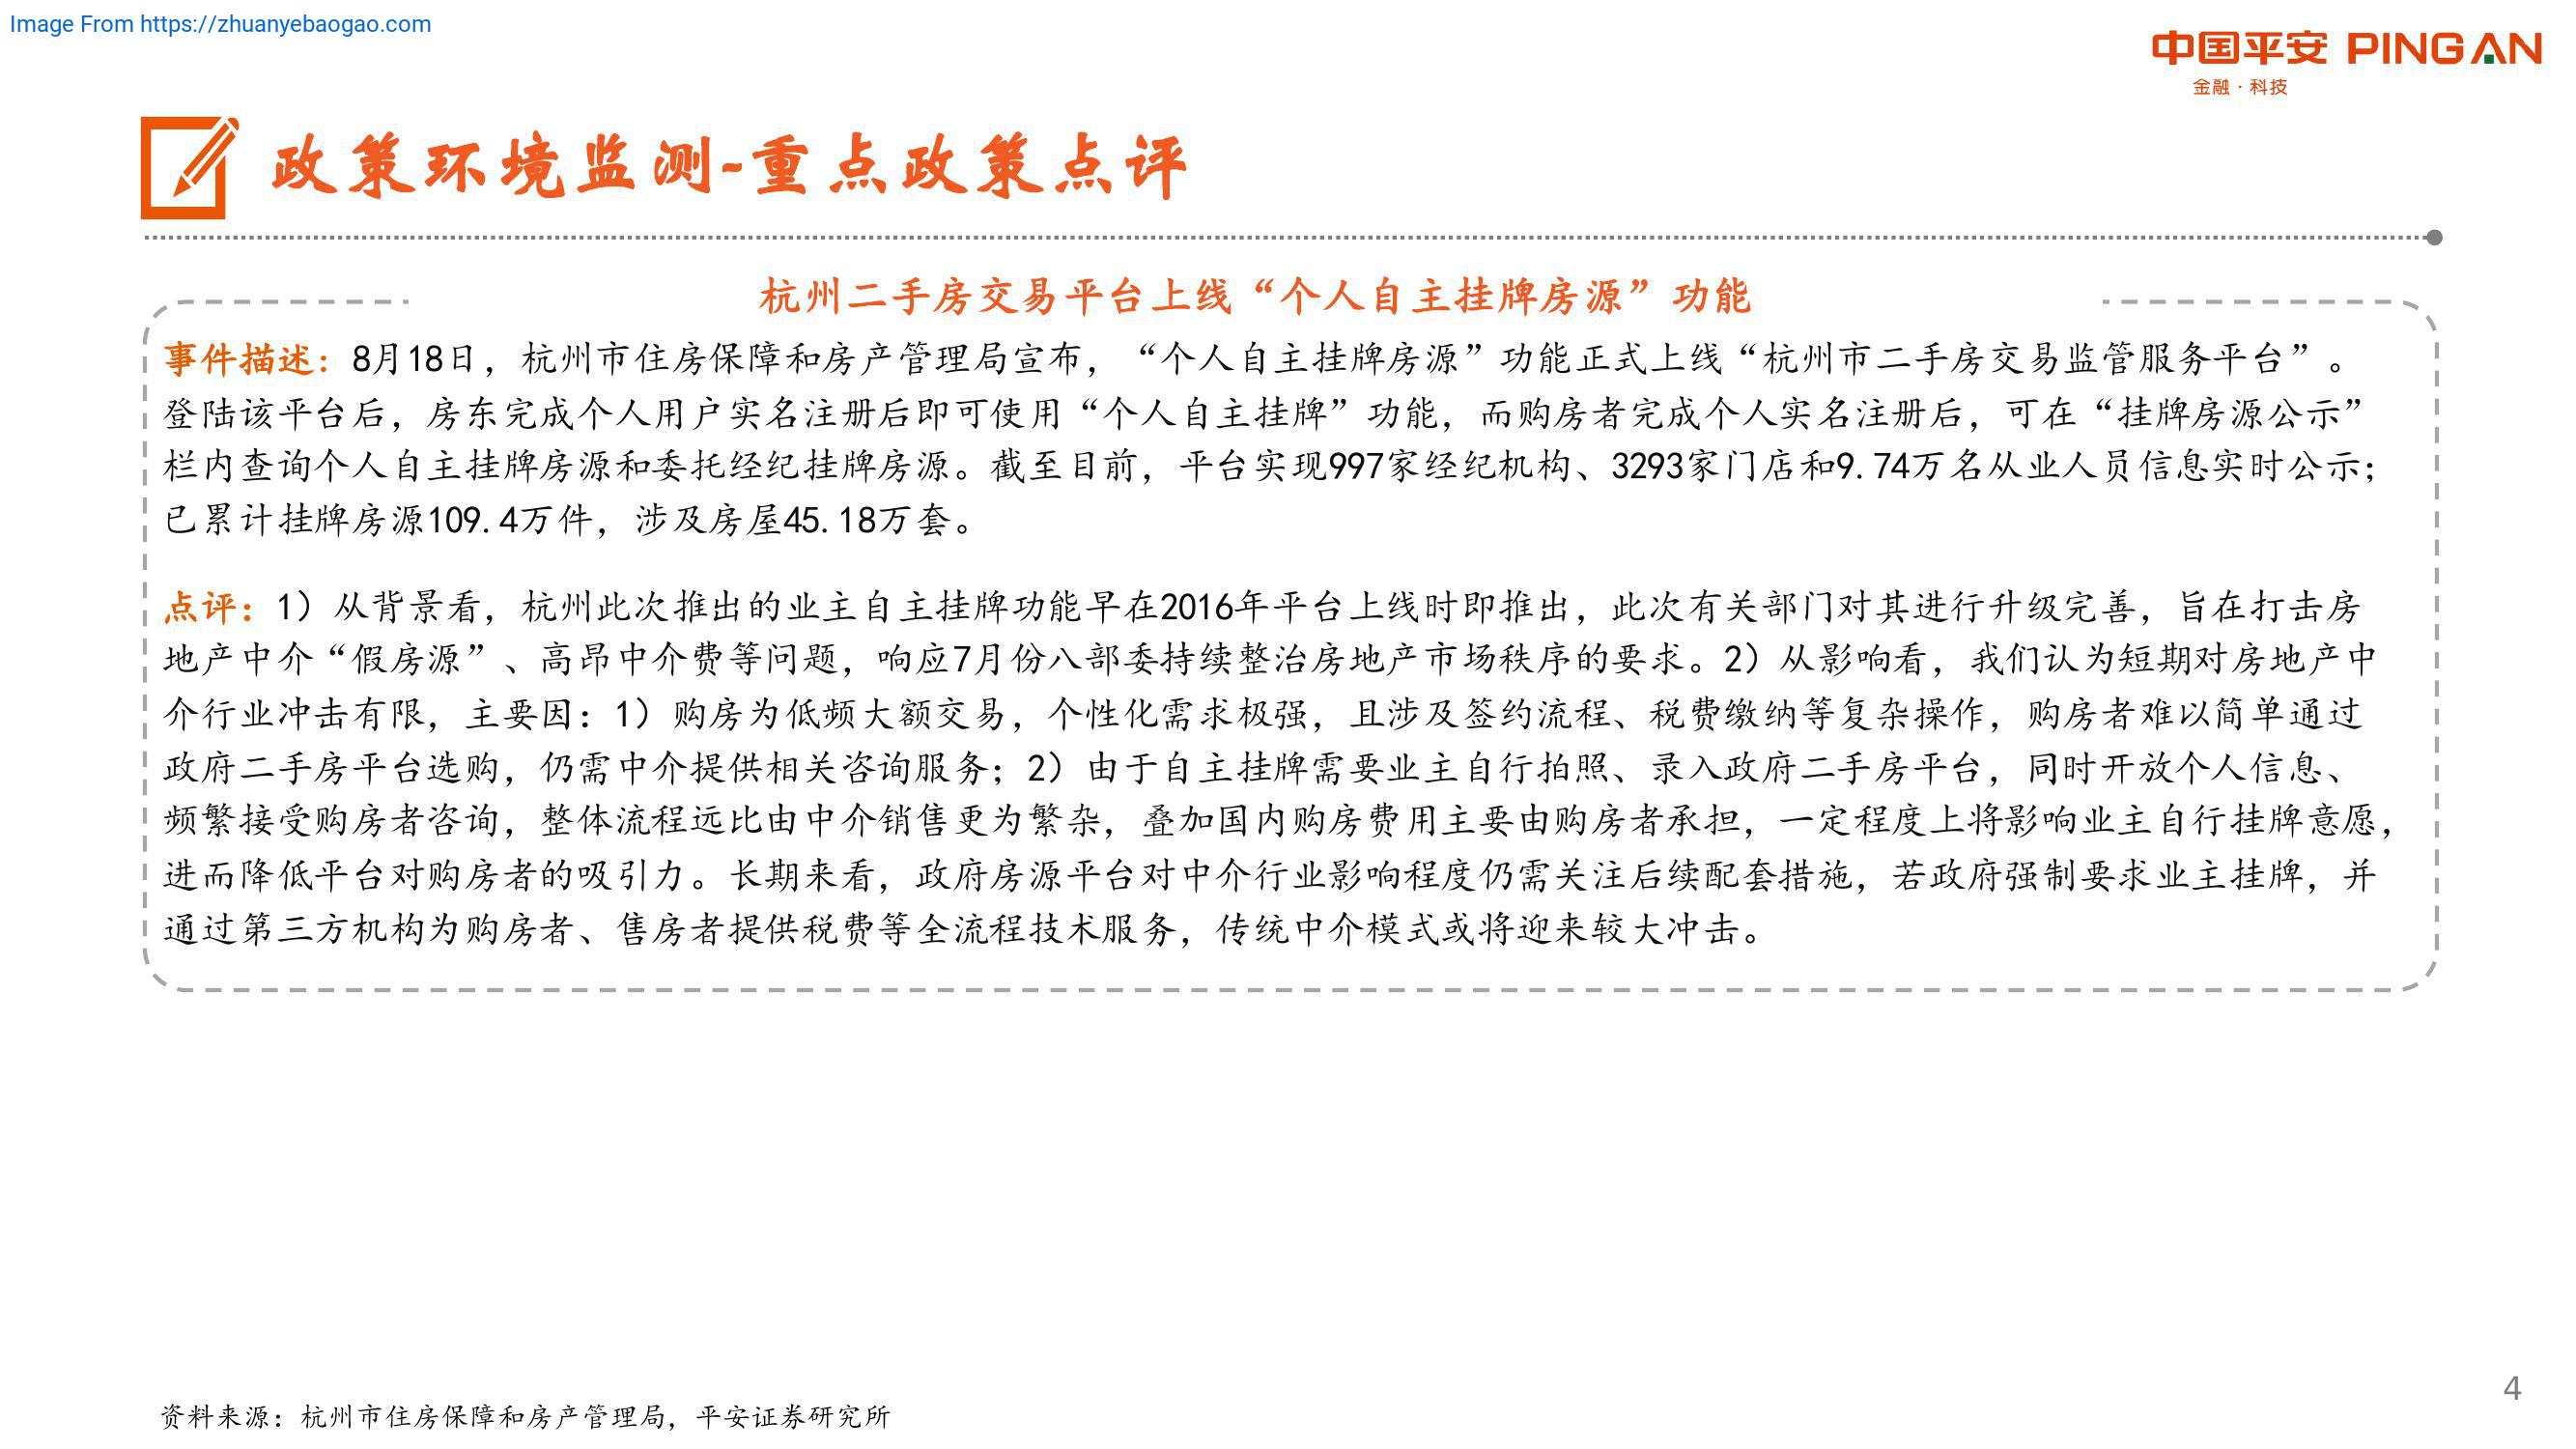 Image From https://zhuanyebaogao.com
中国平安 PINGAN
金融·科技
政策环境监测-重点政策点评
杭州二手房交易平台上线“个人自主挂牌房源”功能
事件描述：8月18日，杭州市住房保障和房产管理局宣布，“个人自主挂牌房源”功能正式上线“杭州市二手房交易监管服务平台”。
登陆该平台后，房东完成个人用户实名注册后即可使用“个人自主挂牌”功能，而购房者完成个人实名注册后，可在“挂牌房源公示”
栏内查询个人自主挂牌房源和委托经纪挂牌房源。截至目前，平台实现997家经纪机构、3293家门店和9.74万名从业人员信息实时公示；
已累计挂牌房源109.4万件，涉及房屋45.18万套。
点评：1）从背景看，杭州此次推出的业主自主挂牌功能早在2016年平台上线时即推出，此次有关部门对其进行升级完善，旨在打击房
地产中介“假房源”、高昂中介费等问题，响应7月份八部委持续整治房地产市场秩序的要求。2）从影响看，我们认为短期对房地产中
介行业冲击有限，主要因：1）购房为低频大额交易，个性化需求极强，且涉及签约流程、税费缴纳等复杂操作，购房者难以简单通过
政府二手房平台选购，仍需中介提供相关咨询服务；2）由于自主挂牌需要业主自行拍照、录入政府二手房平台，同时开放个人信息、
频繁接受购房者咨询，整体流程远比由中介销售更为繁杂，叠加国内购房费用主要由购房者承担，一定程度上将影响业主自行挂牌意愿，
进而降低平台对购房者的吸引力。长期来看，政府房源平台对中介行业影响程度仍需关注后续配套措施，若政府强制要求业主挂牌，并
通过第三方机构为购房者、售房者提供税费等全流程技术服务，传统中介模式或将迎来较大冲击。
4
资料来源：杭州市住房保障和房产管理局，平安证券研究所